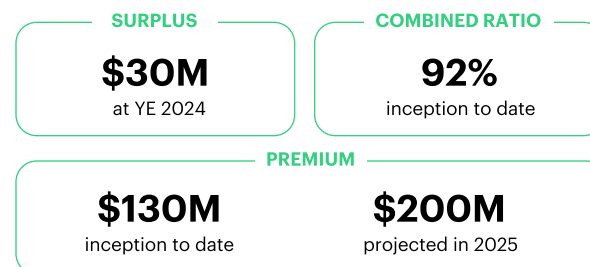 SURPLUS
$30M
at YE 2024
COMBINED RATIO
92%
inception to date
PREMIUM
$130M
inception to date
$200M
projected in 2025